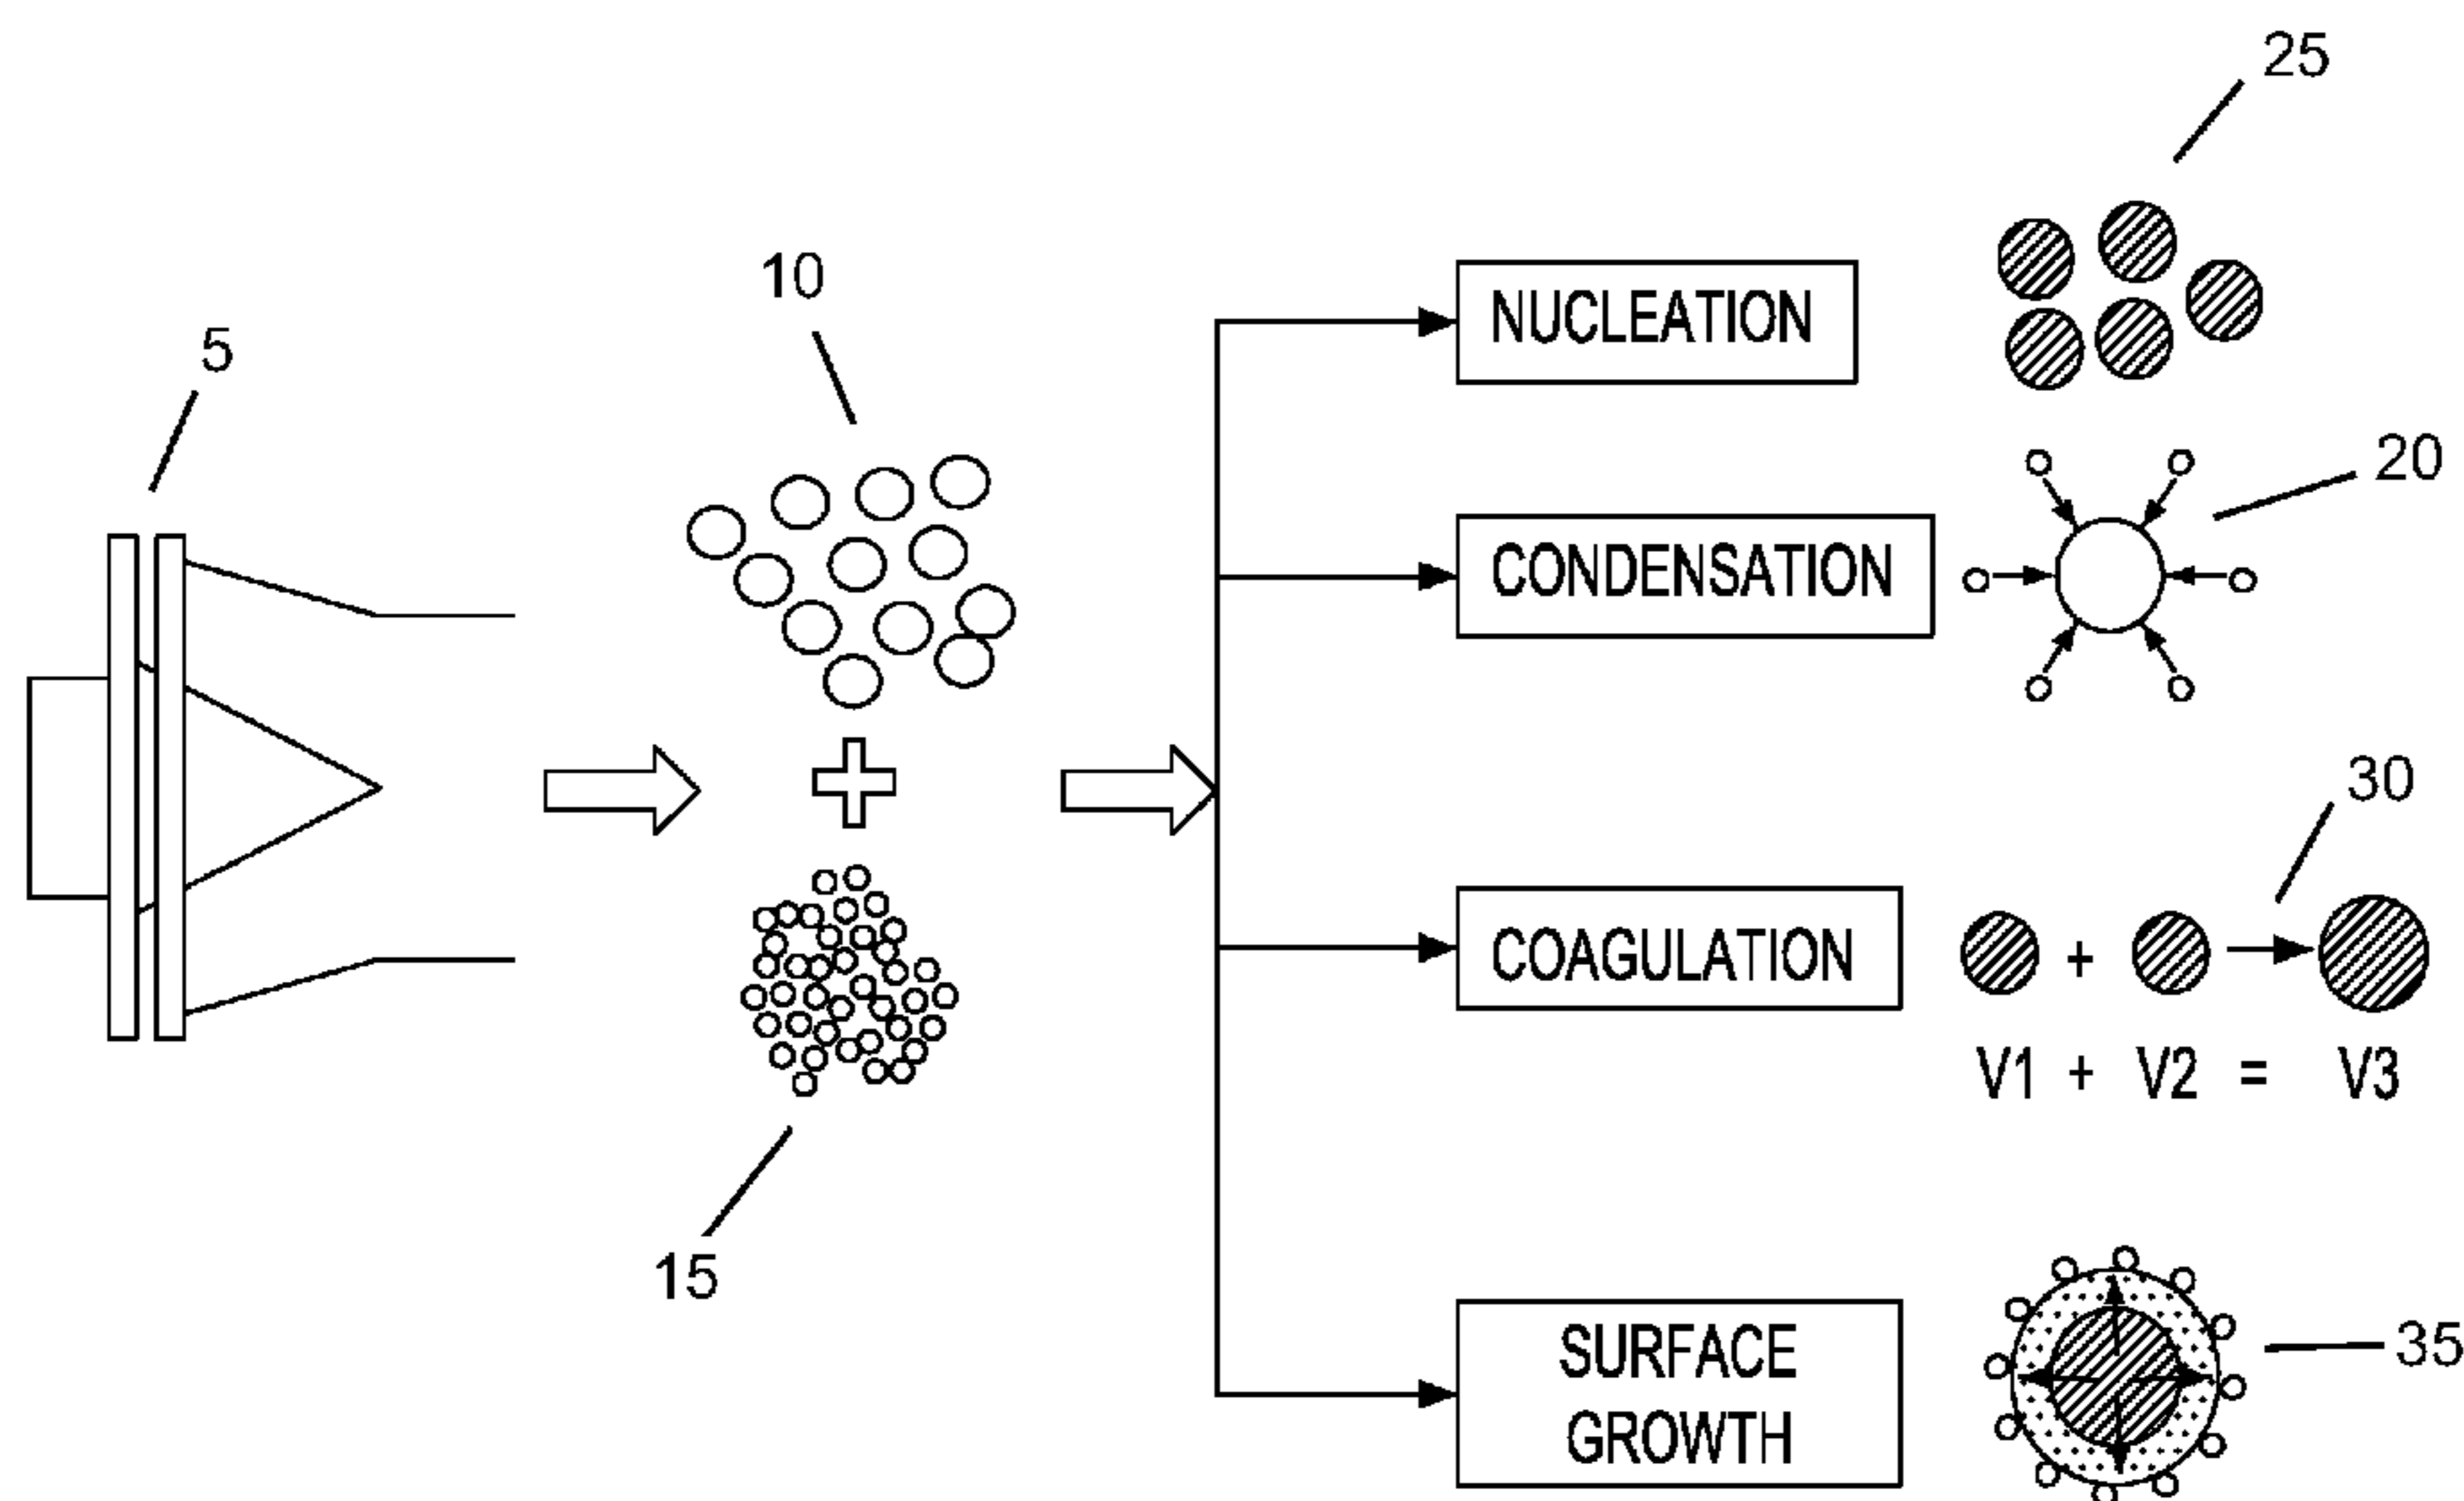 25
10
5
NUCLEATION
20
CONDENSATION
30
COAGULATION
+
V1 + V2 = V3
15
SURFACE
GROWTH
35